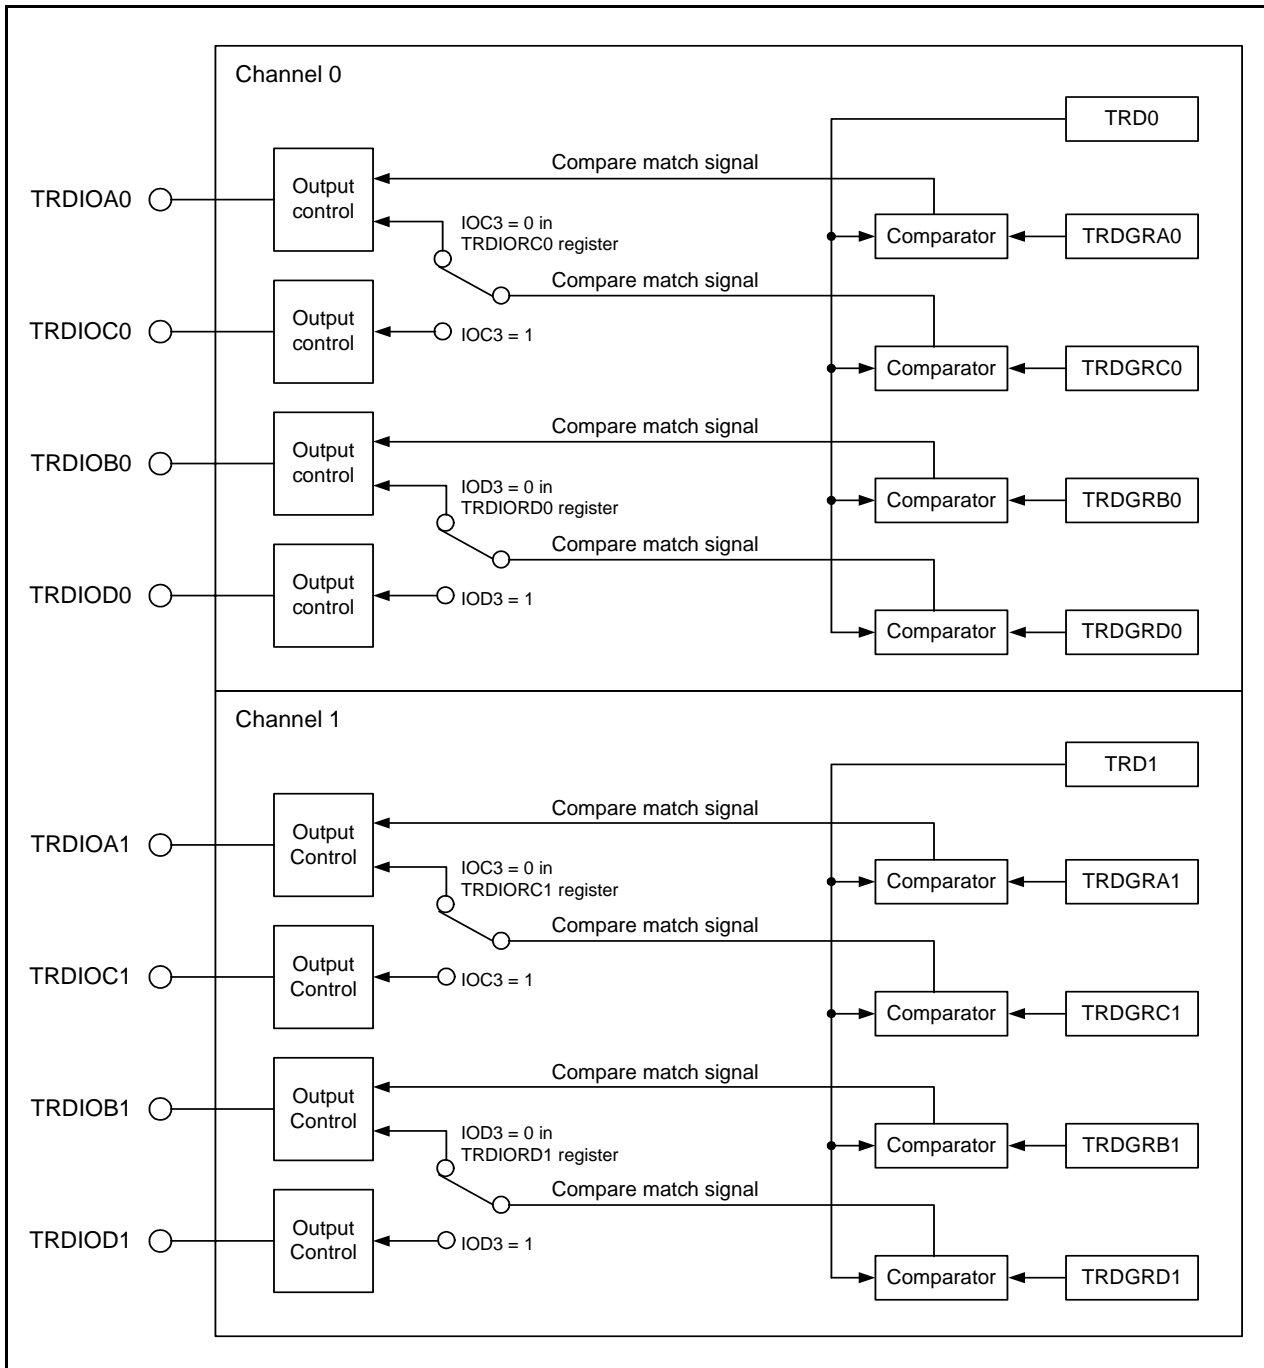 Channel 0
TRD0
Compare match signal
TRDIOA0
Output
control
IOC3 = 0 in
TRDIORC0 register
Comparator
TRDGRA0
Compare match signal
TRDIOC0
Output
control
IOC3 = 1
Comparator
TRDGRC0
Compare match signal
TRDIOB0
Output
control
IOD3 = 0 in
TRDIORD0 register
Comparator
TRDGRB0
Compare match signal
TRDIOD0
Output
control
IOD3 = 1
Comparator
TRDGRD0
Channel 1
TRD1
Compare match signal
TRDIOA1
Output
Control
IOC3 = 0 in
TRDIORC1 register
Comparator
TRDGRA1
Compare match signal
TRDIOC1
Output
Control
IOC3 = 1
Comparator
TRDGRC1
Compare match signal
TRDIOB1
Output
Control
IOD3 = 0 in
TRDIORD1 register
Comparator
TRDGRB1
Compare match signal
TRDIOD1
Output
Control
IOD3 = 1
Comparator
TRDGRD1